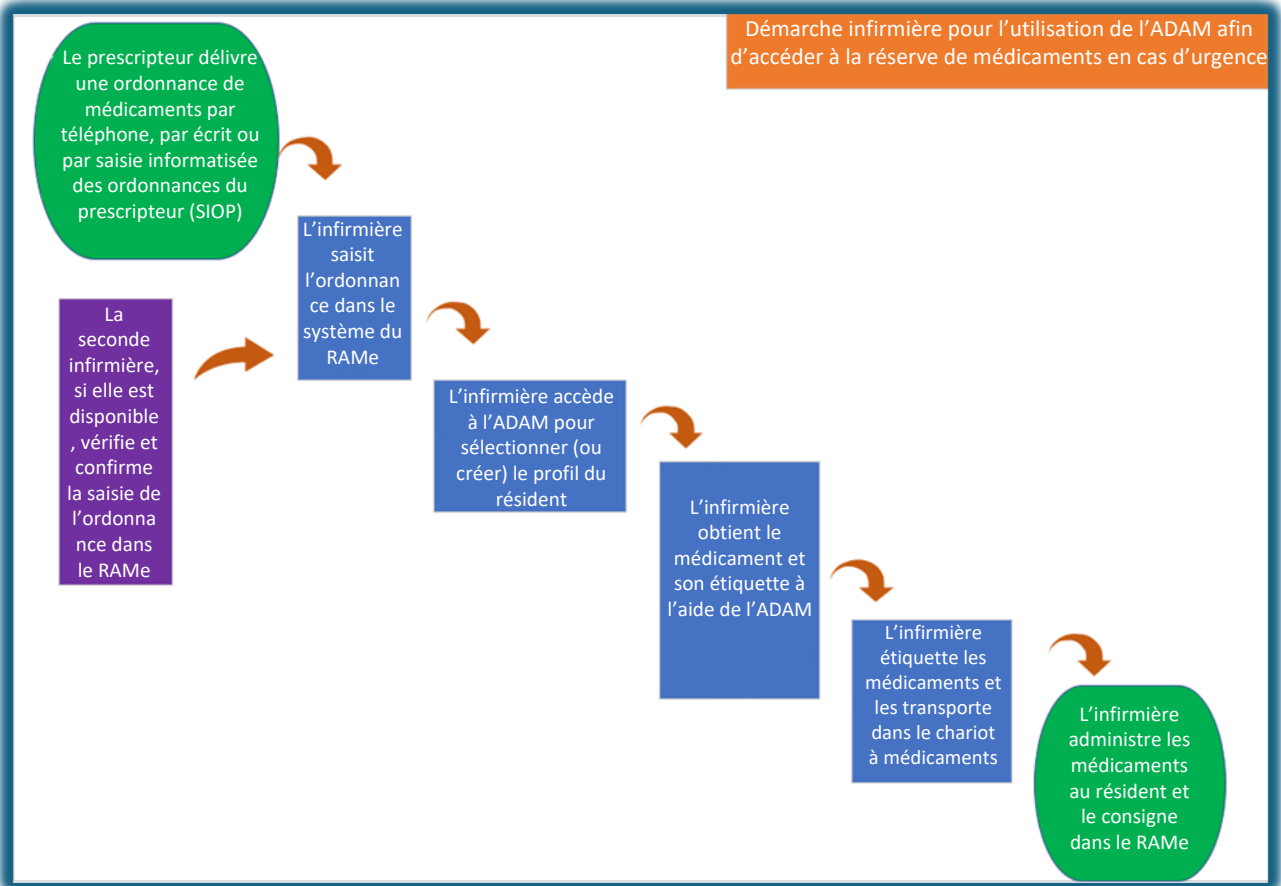 Démarche infirmière pour l'utilisation de l'ADAM afin
d'accéder à la réserve de médicaments en cas d'urgence
Le prescripteur délivre
une ordonnance de
médicaments par
téléphone, par écrit ou
par saisie informatisée
des ordonnances du
prescripteur (SIOP)
L'infirmière
saisit
l'ordonnan
ce dans le
système du
RAMe
La
seconde
infirmière,
si elle est
disponible
, vérifie et
confirme
la saisie de
l'ordonna
nce dans
le RAMe
L'infirmière accède
à l'ADAM pour
sélectionner (ou
créer) le profil du
résident
L'infirmière
obtient le
médicament et
son étiquette à
l'aide de l'ADAM
L'infirmière
étiquette les
médicaments et
les transporte
dans le chariot
à médicaments
L'infirmière
administre les
médicaments
au résident et
le consigne
dans le RAMe